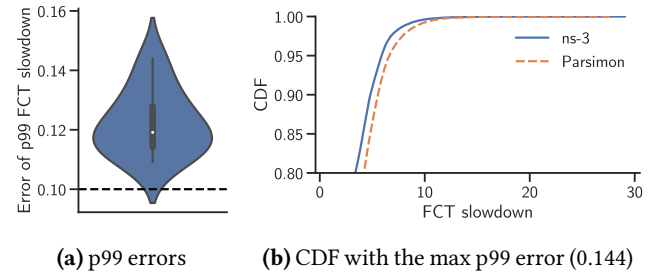 Error of p99 FCT slowdown
0.16
0.14
0.12
0.10
(a) p99 errors
CDF
1.00
0.95
0.90
0.85
0.80
ns-3
Parsimon
0 10 20 30
FCT slowdown
(b) CDF with the max p99 error (0.144)